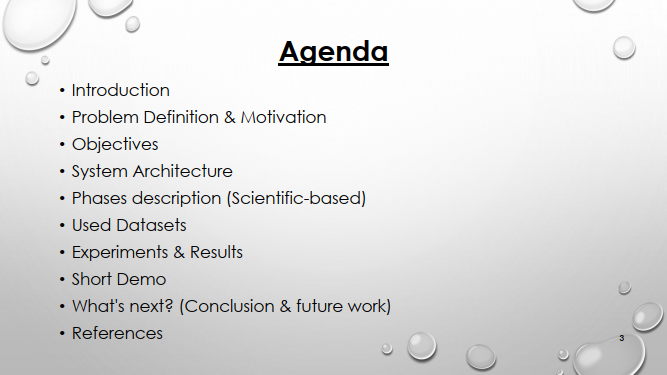 Agenda
• Introduction
• Problem Definition & Motivation
• Objectives
• System Architecture
• Phases description (Scientific-based)
• Used Datasets
• Experiments & Results
• Short Demo
• What's next? (Conclusion & future work)
• References
3